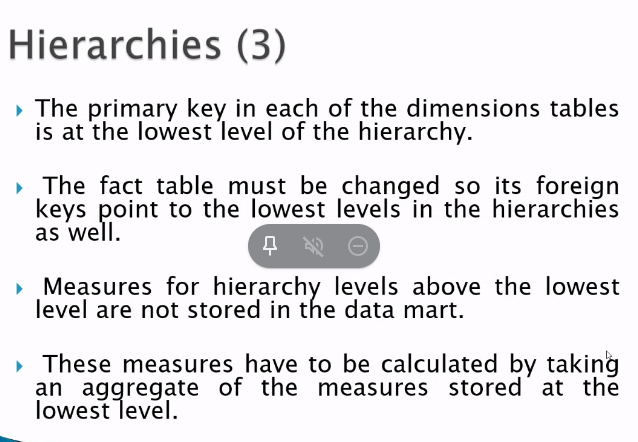 Hierarchies (3)
The primary key in each of the dimensions tables
is at the lowest level of the hierarchy.
The fact table must be changed so its foreign
keys point to the lowest levels in the hierarchies
as well.
Measures for hierarchy levels above the lowest
level are not stored in the data mart.
These measures have to be calculated by taking
an aggregate of the measures stored at the
lowest level.